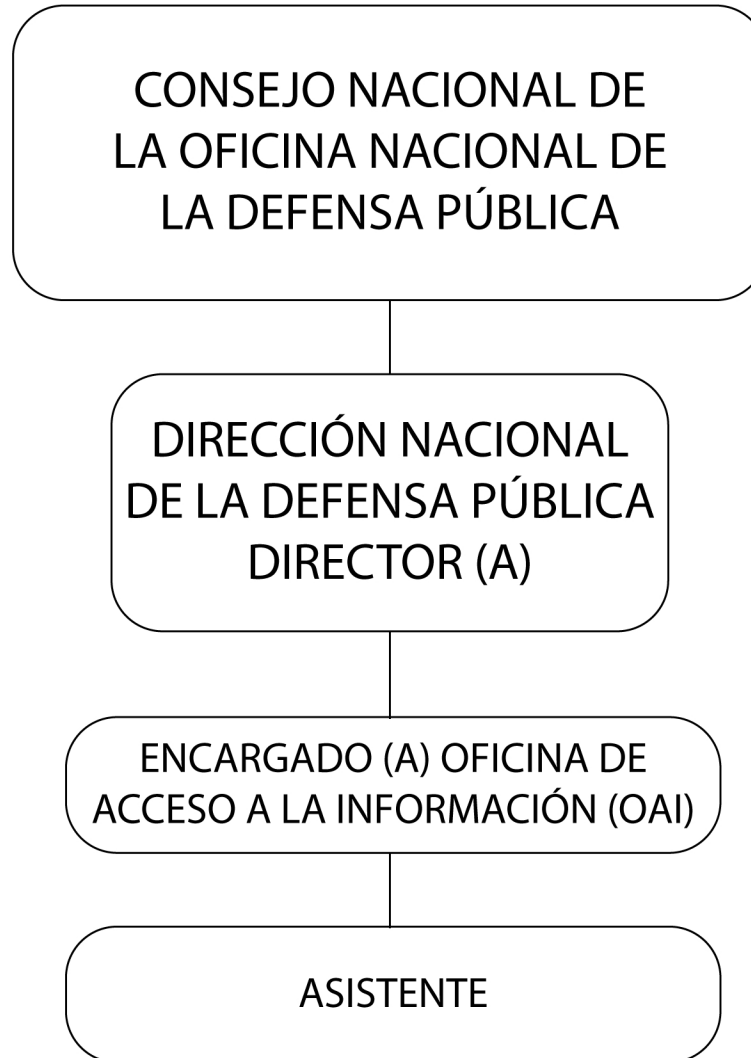 CONSEJO NACIONAL DE
LA OFICINA NACIONAL DE
LA DEFENSA PÚBLICA
DIRECCIÓN NACIONAL
DE LA DEFENSA PÚBLICA
DIRECTOR (A)
ENCARGADO (A) OFICINA DE
ACCESO A LA INFORMACIÓN (OAI)
ASISTENTE